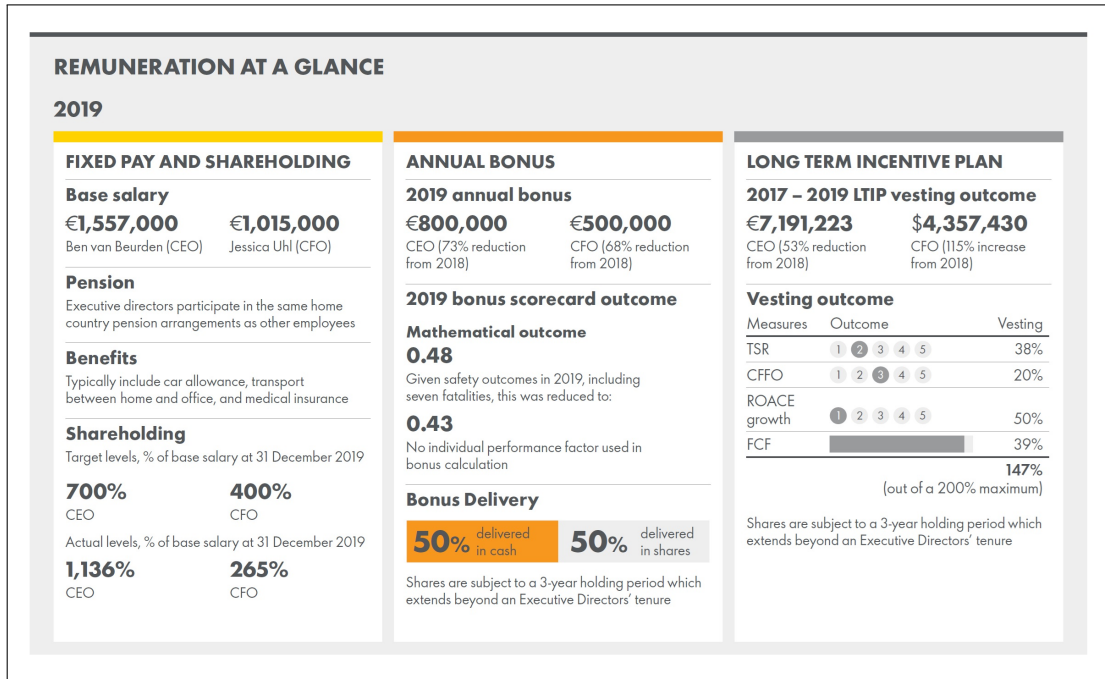 REMUNERATION AT A GLANCE
2019
FIXED PAY AND SHAREHOLDING
Base salary
€1,557,000 €1,015,000
Ben van Beurden (CEO) Jessica Uhl (CFO)
Pension
Executive directors participate in the same home
country pension arrangements as other employees
Benefits
Typically include car allowance, transport
between home and office, and medical insurance
Shareholding
Target levels, % of base salary at 31 December 2019
700% 400%
CEO CFO
Actual levels, % of base salary at 31 December 2019
1,136% 265%
CEO CFO
ANNUAL BONUS
2019 annual bonus
€800,000 €500,000
CEO (73% reduction CFO (68% reduction
from 2018) from 2018)
2019 bonus scorecard outcome
Mathematical outcome
0.48
Given safety outcomes in 2019, including
seven fatalities, this was reduced to:
0.43
No individual performance factor used in
bonus calculation
Bonus Delivery
50% delivered in cash 50% delivered in shares
Shares are subject to a 3-year holding period which
extends beyond an Executive Directors' tenure
LONG TERM INCENTIVE PLAN
2017 – 2019 LTIP vesting outcome
€7,191,223 $4,357,430
CEO (53% reduction CFO (115% increase
from 2018) from 2018)
Vesting outcome
Measures Outcome Vesting
TSR 1 2 3 4 5 38%
CFFO 1 2 3 4 5 20%
ROACE
growth 1 2 3 4 5 50%
FCF 39%
147%
(out of a 200% maximum)
Shares are subject to a 3-year holding period which
extends beyond an Executive Directors' tenure